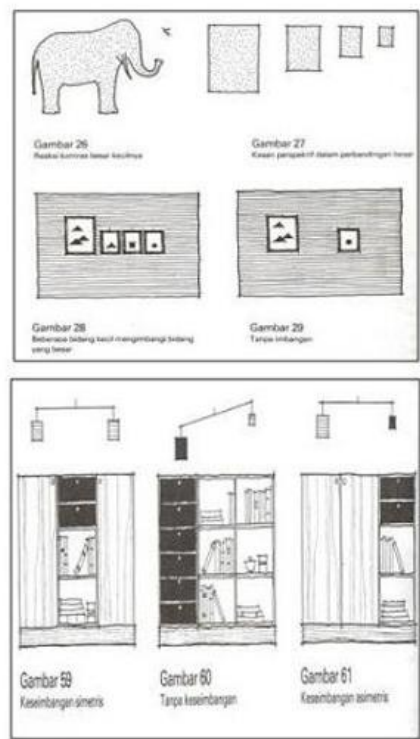 Gambar 26
Reaksi kontras besar kecilnya
Gambar 27
Kesan perspektif dalam perbandingan besar
Gambar 28
Beberapa bidang kecil mengimbangi bidang
yang besar
Gambar 29
Tanpa imbangan
Gambar 59
Keseimbangan simetris
Gambar 60
Tanpa keseimbangan
Gambar 61
Keseimbangan asimetris